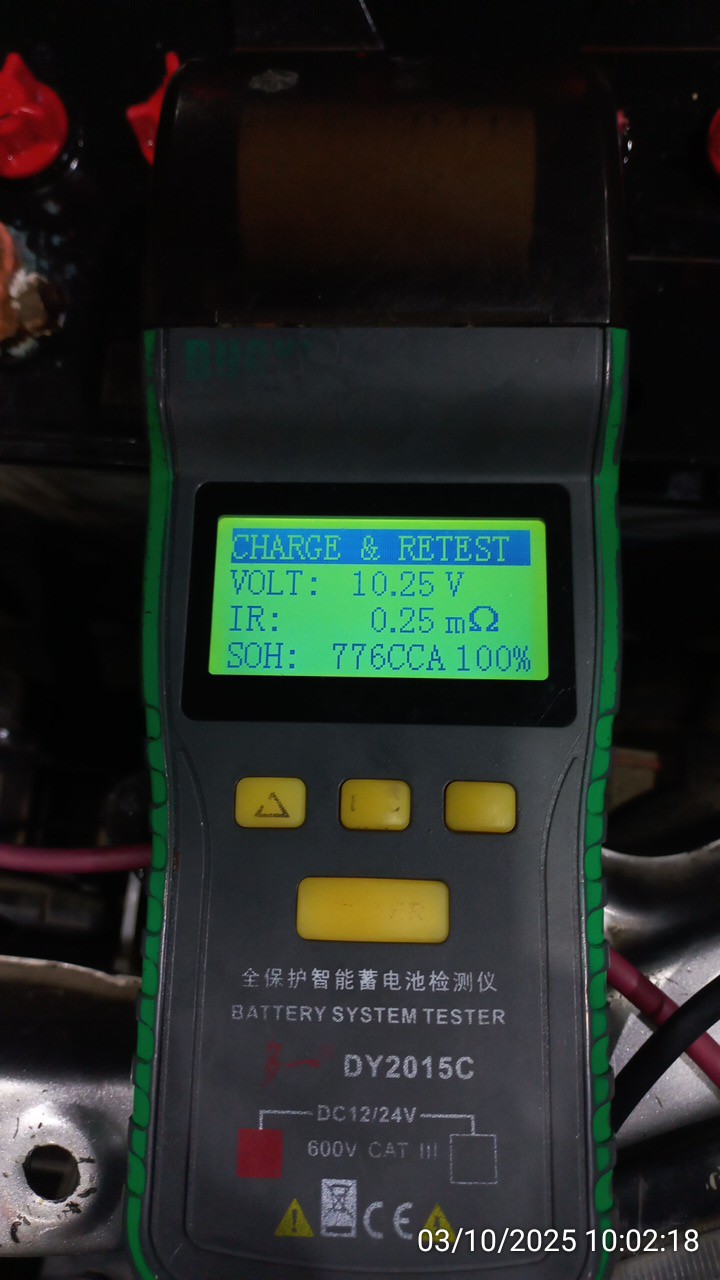 CHARGE & RETEST
VOLT: 10.25 V
IR: 0.25 mΩ
SOH: 776CCA 100%
全保护智能蓄电池检测仪
BATTERY SYSTEM TESTER
DY2015C
DC12/24V
600V CAT III
CE
03/10/2025 10:02:18